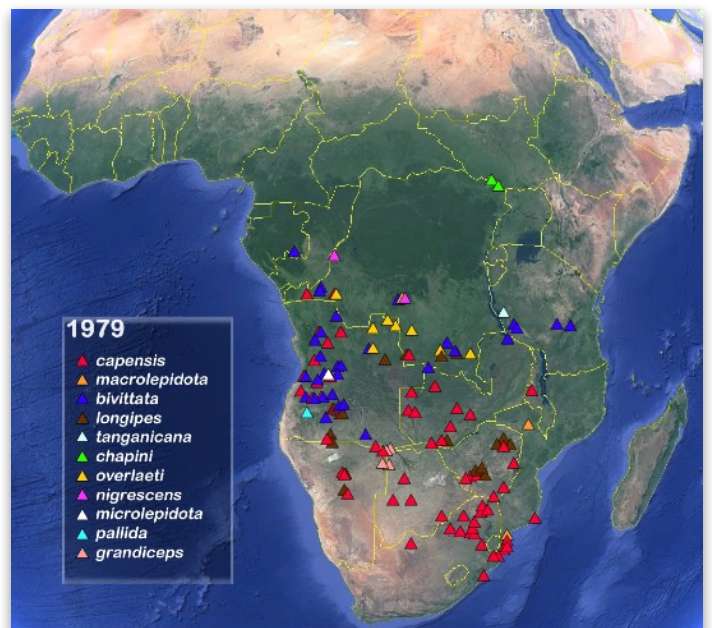 1979
capensis
macrolepidota
bivittata
longipes
tanganicana
chapini
overlaeti
nigrescens
microlepidota
pallida
grandiceps